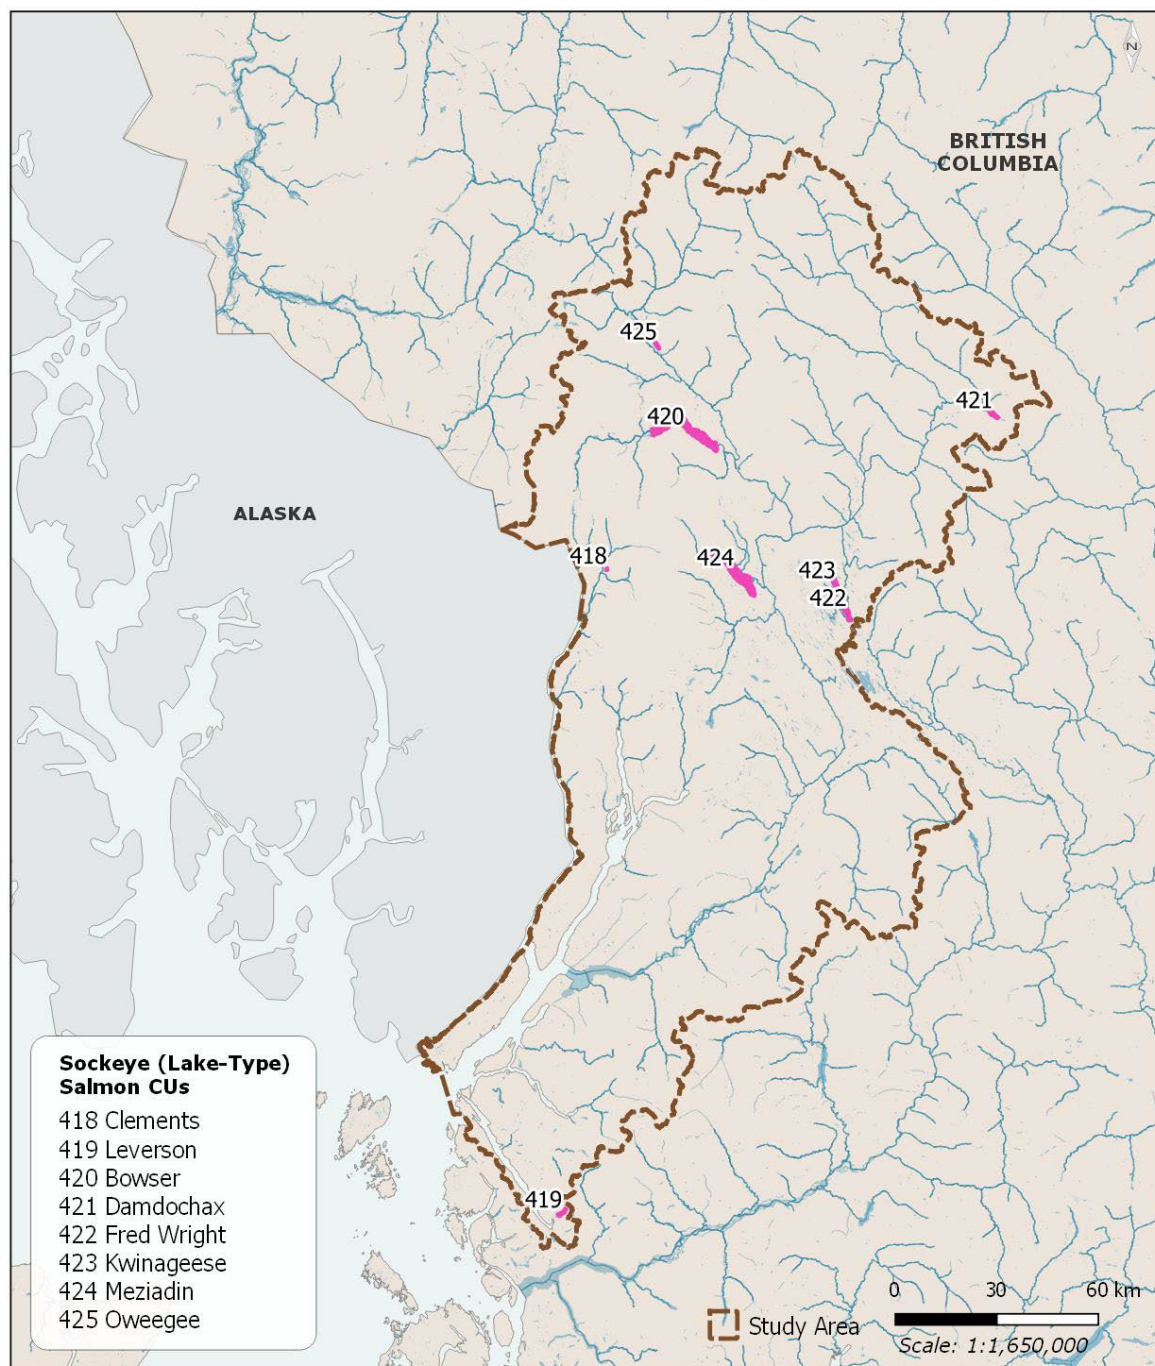 N
BRITISH
COLUMBIA
425
421
420
ALASKA
418
424
423
422
Sockeye (Lake-Type)
Salmon CUs
418 Clements
419 Leverson
420 Bowser
421 Damdochax
422 Fred Wright
423 Kwinageese
424 Meziadin
425 Oweegee
419
0 30 60 km
Study Area
Scale: 1:1,650,000